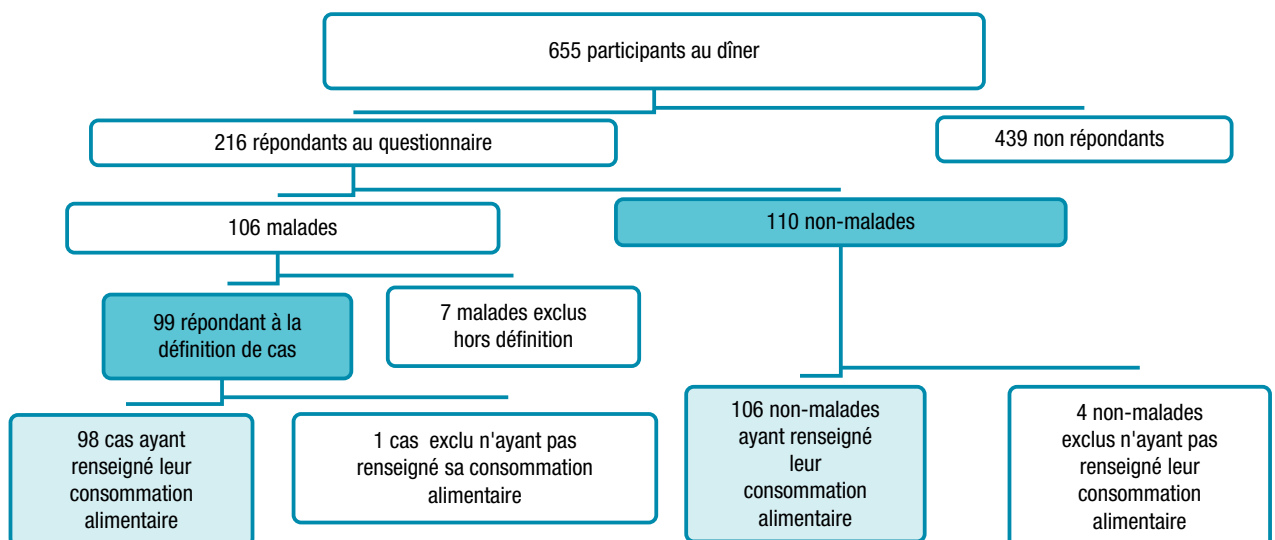 655 participants au dîner
216 répondants au questionnaire
439 non répondants
106 malades
110 non-malades
99 répondant à la
définition de cas
7 malades exclus
hors définition
98 cas ayant
renseigné leur
consommation
alimentaire
1 cas exclu n'ayant pas
renseigné sa consommation
alimentaire
106 non-malades
ayant renseigné
leur
consommation
alimentaire
4 non-malades
exclus n'ayant pas
renseigné leur
consommation
alimentaire